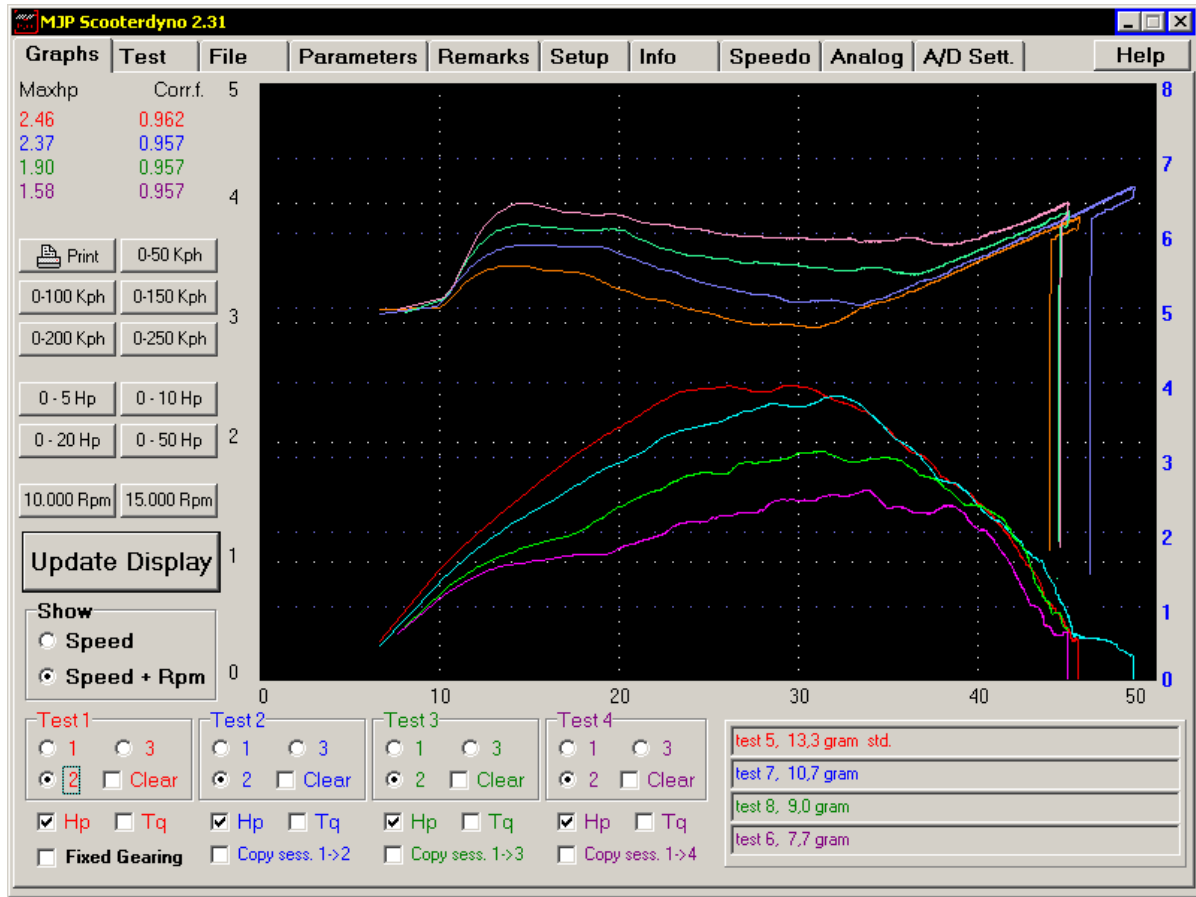 MJP Scooterdyno 2.31
Graphs Test File Parameters Remarks Setup Info Speedo Analog A/D Sett. Help
Maxhp Corr.f. 5 8
2.46 0.962
2.37 0.957
1.90 0.957 7
1.58 0.957 4
Print 0-50 Kph 6
0-100 Kph 0-150 Kph
3 5
0-200 Kph 0-250 Kph
0 - 5 Hp 0 - 10 Hp 4
0 - 20 Hp 0 - 50 Hp 2
3
10.000 Rpm 15.000 Rpm
2
Update Display 1
Show 1
Speed
Speed + Rpm 0 0
0 10 20 30 40 50
Test 1 Test 2 Test 3 Test 4
1 3 1 3 1 3 1 3
2 Clear 2 Clear 2 Clear 2 Clear
Hp Tq Hp Tq Hp Tq Hp Tq
Fixed Gearing Copy sess. 1->2 Copy sess. 1->3 Copy sess. 1->4
test 5, 13,3 gram std.
test 7, 10,7 gram
test 8, 9,0 gram
test 6, 7,7 gram